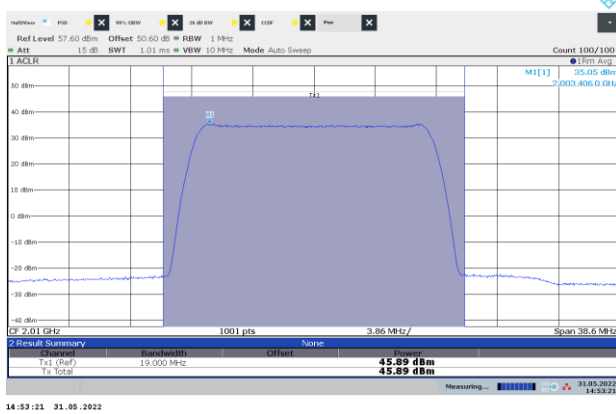 MultiView PSD X 99% OBW X 26 dB BW X CCDF X Pwr X
Ref Level 57.60 dBm Offset 50.60 dB RBW 1 MHz
Att 15 dB SWT 1.01 ms VBW 10 MHz Mode Auto Sweep Count 100/100
1 ACLR 1Rm Avg
M1[1] 35.05 dBm
2.003 406 0 GHz
Tx1
50 dBm
40 dBm
M1
30 dBm
20 dBm
10 dBm
0 dBm
-10 dBm
-20 dBm
-30 dBm
-40 dBm
CF 2.01 GHz 1001 pts 3.86 MHz/ Span 38.6 MHz
2 Result Summary None
Channel Bandwidth Offset Power
Tx1 (Ref) 19.000 MHz 45.89 dBm
Tx Total 45.89 dBm
Measuring... 31.05.2022
14:53:21
14:53:21 31.05.2022